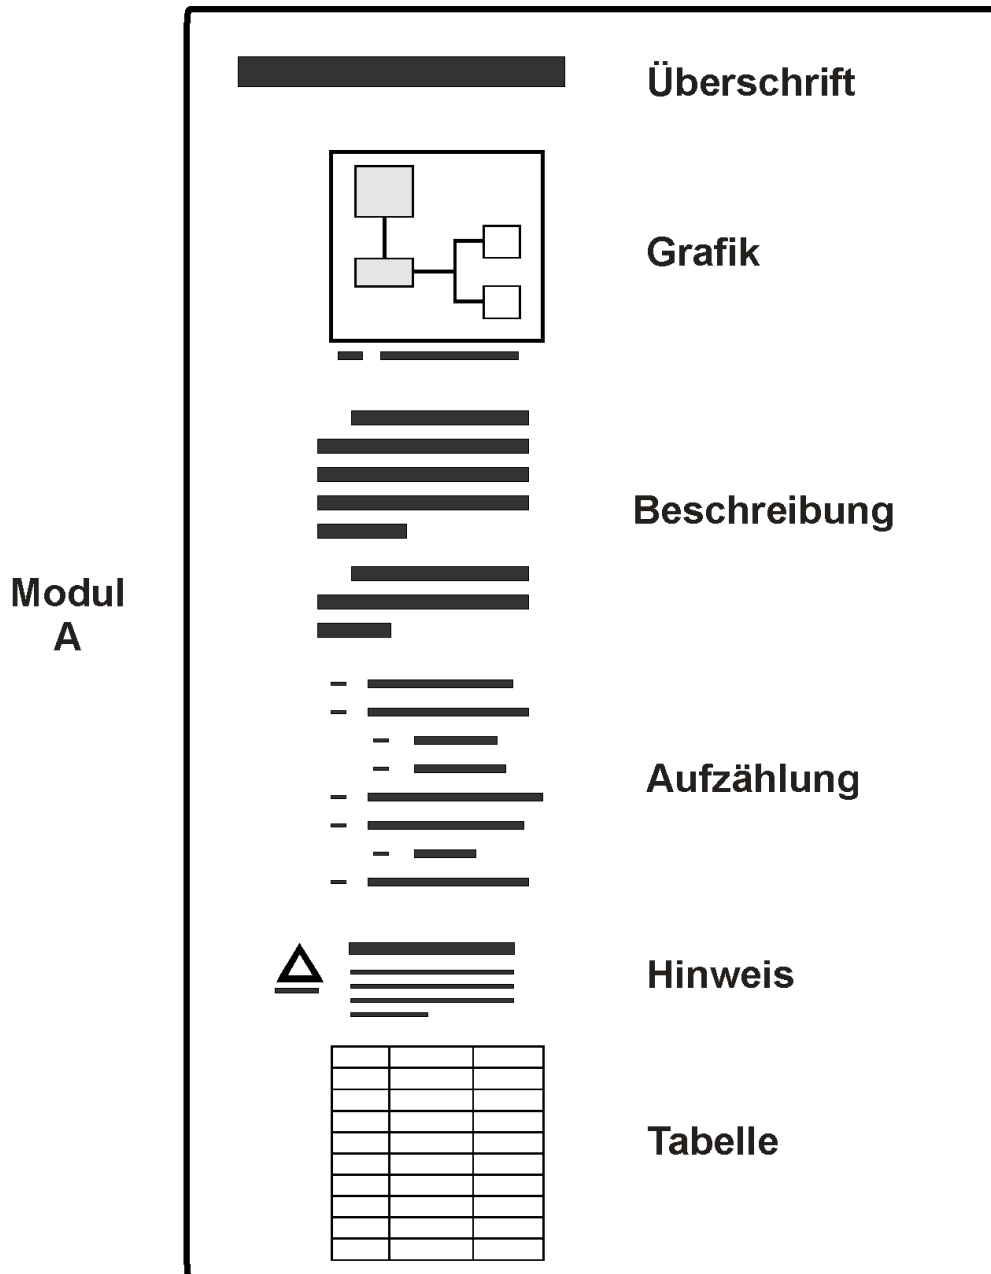 Überschrift
Grafik
Beschreibung
Modul
A
Aufzählung
Hinweis
Tabelle